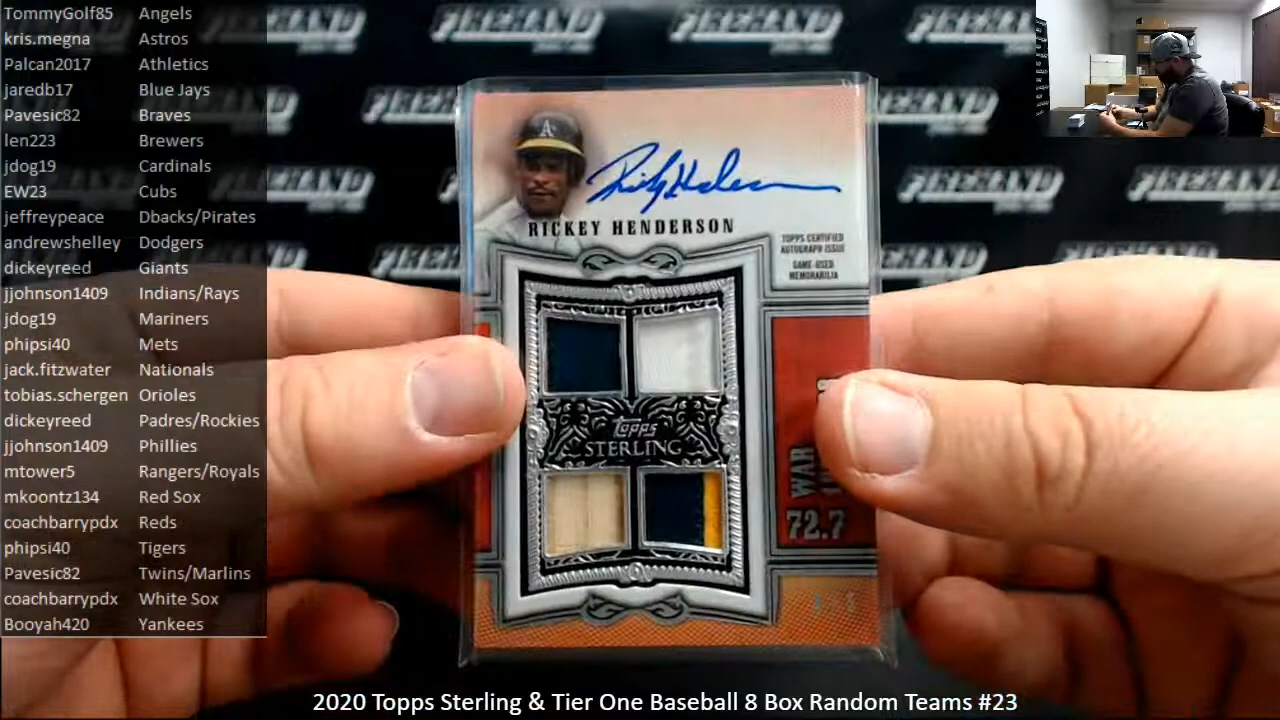 TommyGolf85 Angels
kris.megna Astros
Palcan2017 Athletics
jaredb17 Blue Jays
Pavesic82 Braves
len223 Brewers
jdog19 Cardinals
EW23 Cubs
jeffreypeace Dbacks/Pirates
andrewshelley Dodgers
dickeyreed Giants
jjohnson1409 Indians/Rays
jdog19 Mariners
phipsi40 Mets
jack.fitzwater Nationals
tobias.schergen Orioles
dickeyreed Padres/Rockies
jjohnson1409 Phillies
mtower5 Rangers/Royals
mkoontz134 Red Sox
coachbarrypdx Reds
phipsi40 Tigers
Pavesic82 Twins/Marlins
coachbarrypdx White Sox
Booyah420 Yankees
FIREHAND
A
Rickey Henderson
RICKEY HENDERSON
TOPPS CERTIFIED
AUTOGRAPH ISSUE
GAME-USED
MEMORABILIA
Topps
STERLING
WAR
72.7
2020 Topps Sterling & Tier One Baseball 8 Box Random Teams #23